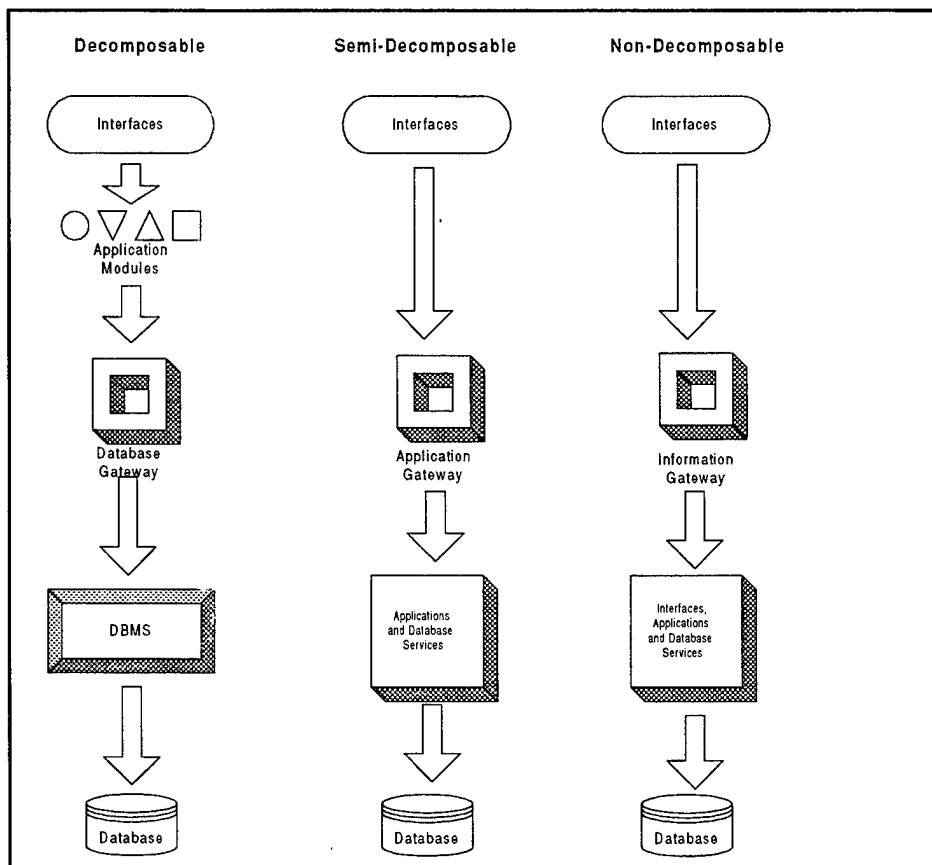 Decomposable
Semi-Decomposable
Non-Decomposable
Interfaces
Interfaces
Interfaces
Application
Modules
Database
Gateway
Application
Gateway
Information
Gateway
DBMS
Applications
and Database
Services
Interfaces,
Applications
and Database
Services
Database
Database
Database